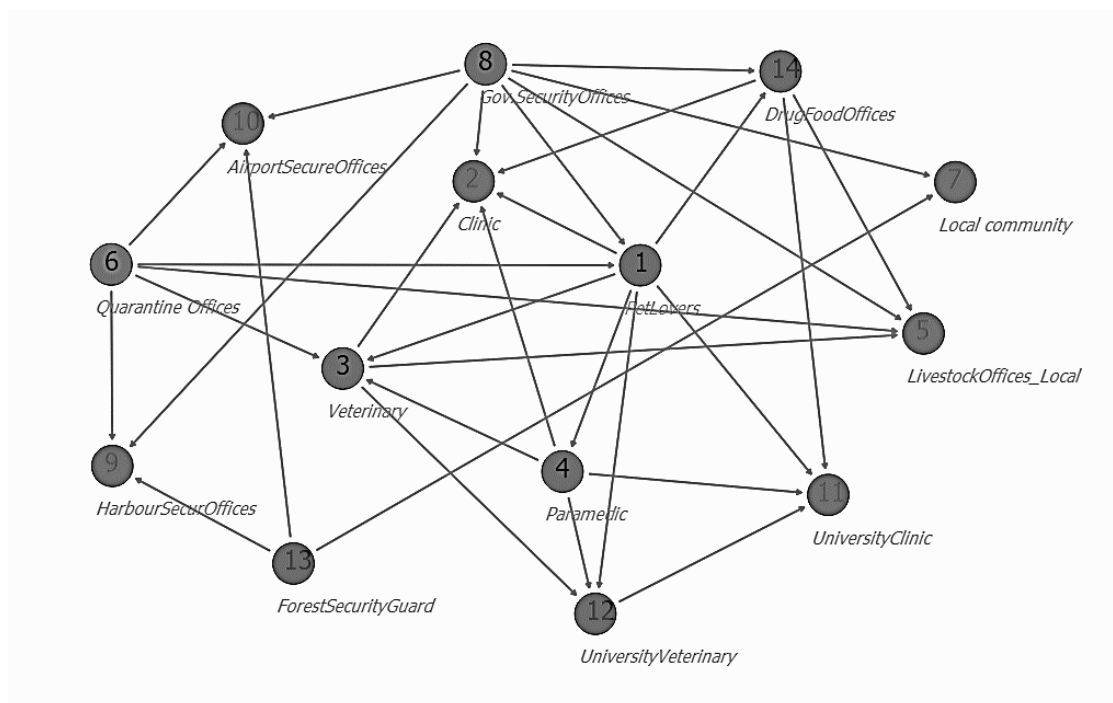 8
Gov.SecurityOffices
14
DrugFoodOffices
10
AirportSecureOffices
2
Clinic
7
Local community
6
Quarantine Offices
1
PetLovers
5
LivestockOffices_Local
3
Veterinary
9
HarbourSecurOffices
4
Paramedic
11
UniversityClinic
13
ForestSecurityGuard
12
UniversityVeterinary